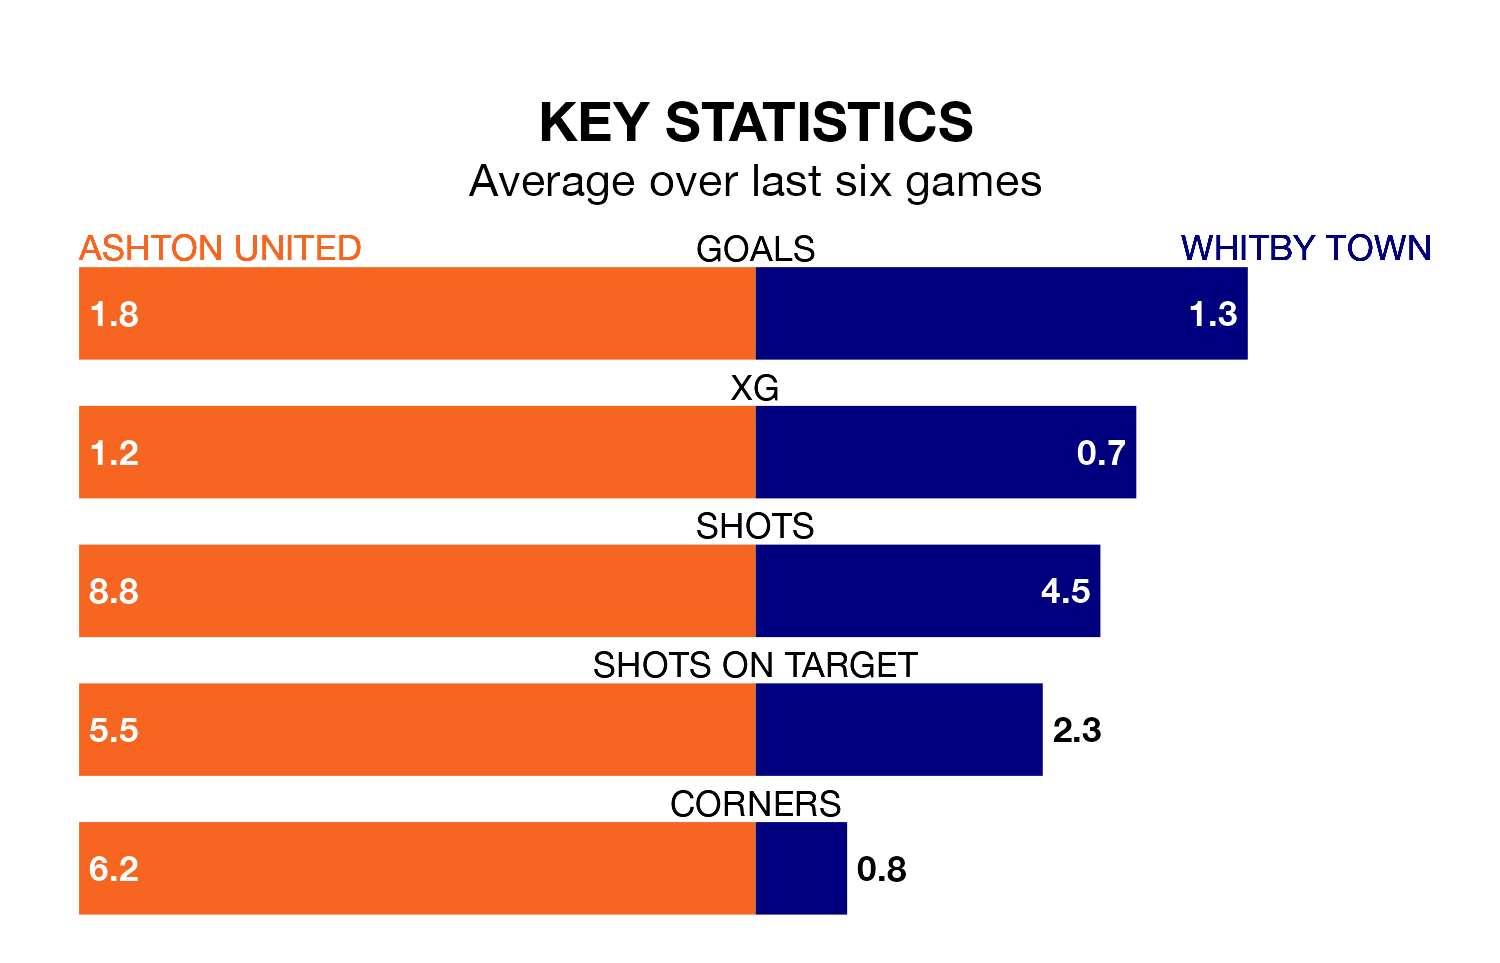 KEY STATISTICS
Average over last six games
ASHTON UNITED GOALS WHITBY TOWN
1.8 1.3
XG
1.2 0.7
SHOTS
8.8 4.5
SHOTS ON TARGET
5.5 2.3
CORNERS
6.2 0.8